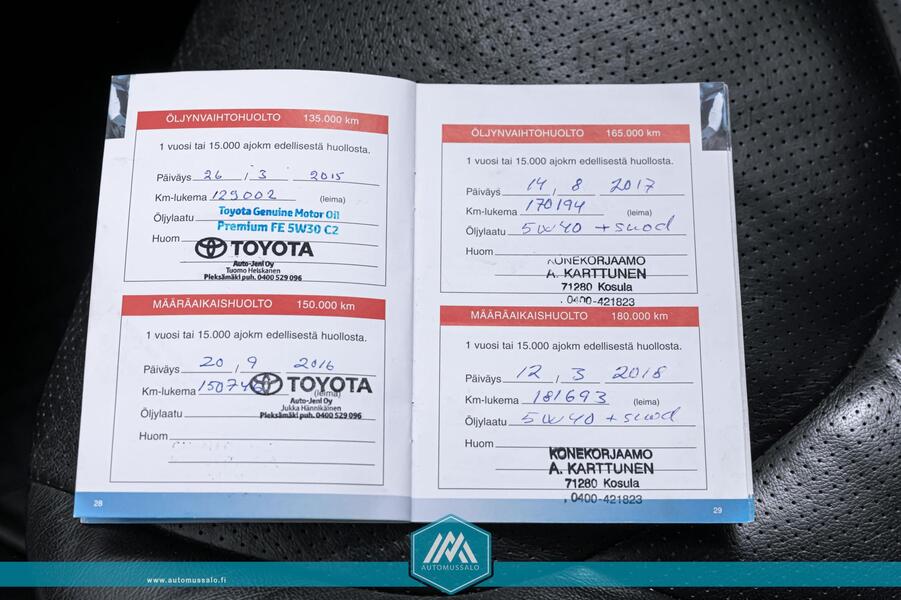 ÖLJYNVAIHTOHUOLTO 135.000 km
1 vuosi tai 15.000 ajokm edellisestä huollosta.
Päiväys 26 / 3 2015
Km-lukema 129002 (leima)
Öljylaatu Toyota Genuine Motor Oil
Premium FE 5W30 C2
Huom
TOYOTA
Auto-Jeni Oy
Tuomo Heiskanen
Pieksämäki puh. 0400 529 096
MÄÄRÄAIKAISHUOLTO 150.000 km
1 vuosi tai 15.000 ajokm edellisestä huollosta.
Päiväys 20 / 9 2016
Km-lukema (leima)
TOYOTA
Auto-Jeni Oy
Öljylaatu Jukka Hännikäinen
Pieksämäki puh. 0400 529 096
Huom
28
ÖLJYNVAIHTOHUOLTO 165.000 km
1 vuosi tai 15.000 ajokm edellisestä huollosta.
Päiväys 14 / 8 2017
Km-lukema 170194 (leima)
Öljylaatu 5W40 + suod
Huom
KONEKORJAAMO
A. KARTTUNEN
71280 Kosula
. 0400-421823
MÄÄRÄAIKAISHUOLTO 180.000 km
1 vuosi tai 15.000 ajokm edellisestä huollosta.
Päiväys 12 / 3 2018
Km-lukema 181693 (leima)
Öljylaatu 5W40 + suod
Huom
KONEKORJAAMO
A. KARTTUNEN
71280 Kosula
. 0400-421823
29
AUTOMUSSALO
www.automussalo.fi